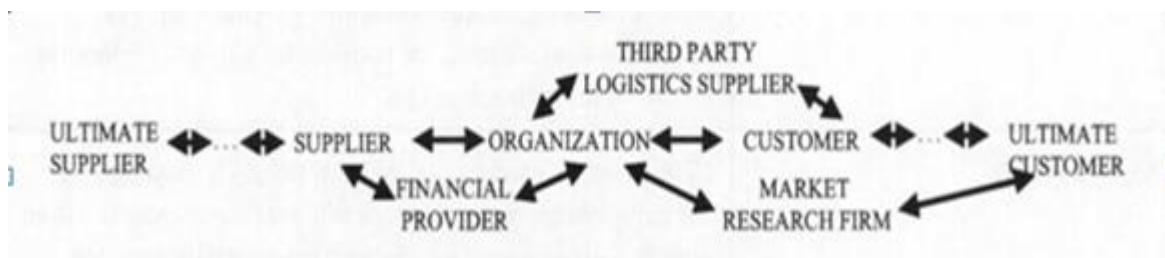 THIRD PARTY
LOGISTICS SUPPLIER
ULTIMATE
SUPPLIER
...
SUPPLIER
ORGANIZATION
CUSTOMER
...
ULTIMATE
CUSTOMER
FINANCIAL
PROVIDER
MARKET
RESEARCH FIRM